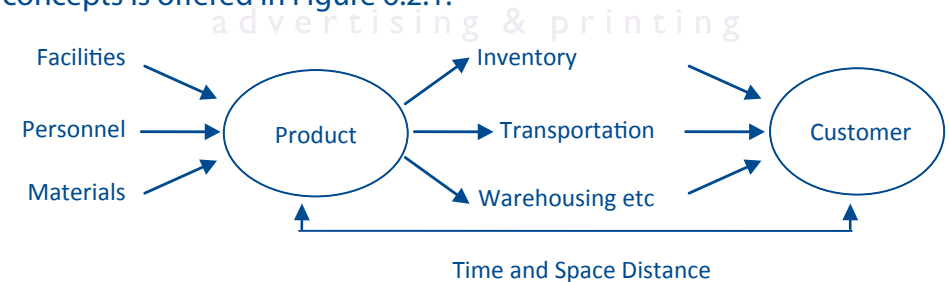 concepts is offered in Figure 6.2.1.
advertising & printing
Facilities
Inventory
Personnel
Product
Transportation
Customer
Materials
Warehousing etc
Time and Space Distance